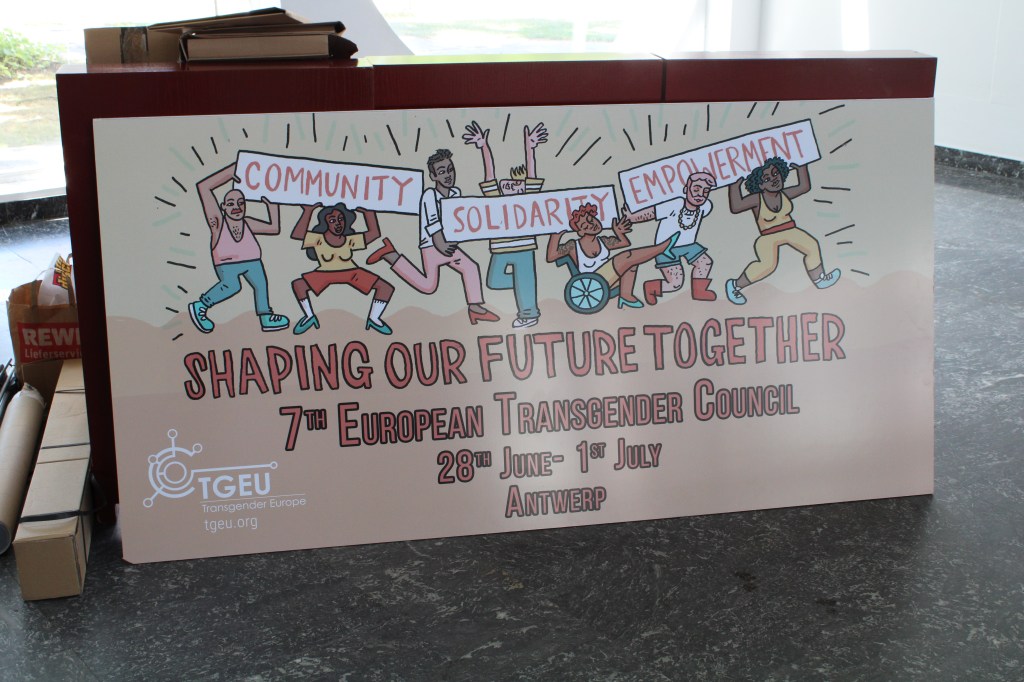 COMMUNITY
SOLIDARITY
EMPOWERMENT
SHAPING OUR FUTURE TOGETHER
7TH EUROPEAN TRANSGENDER COUNCIL
28TH JUNE- 1ST JULY
ANTWERP
TGEU
Transgender Europe
tgeu.org
REWE
Lieferservice